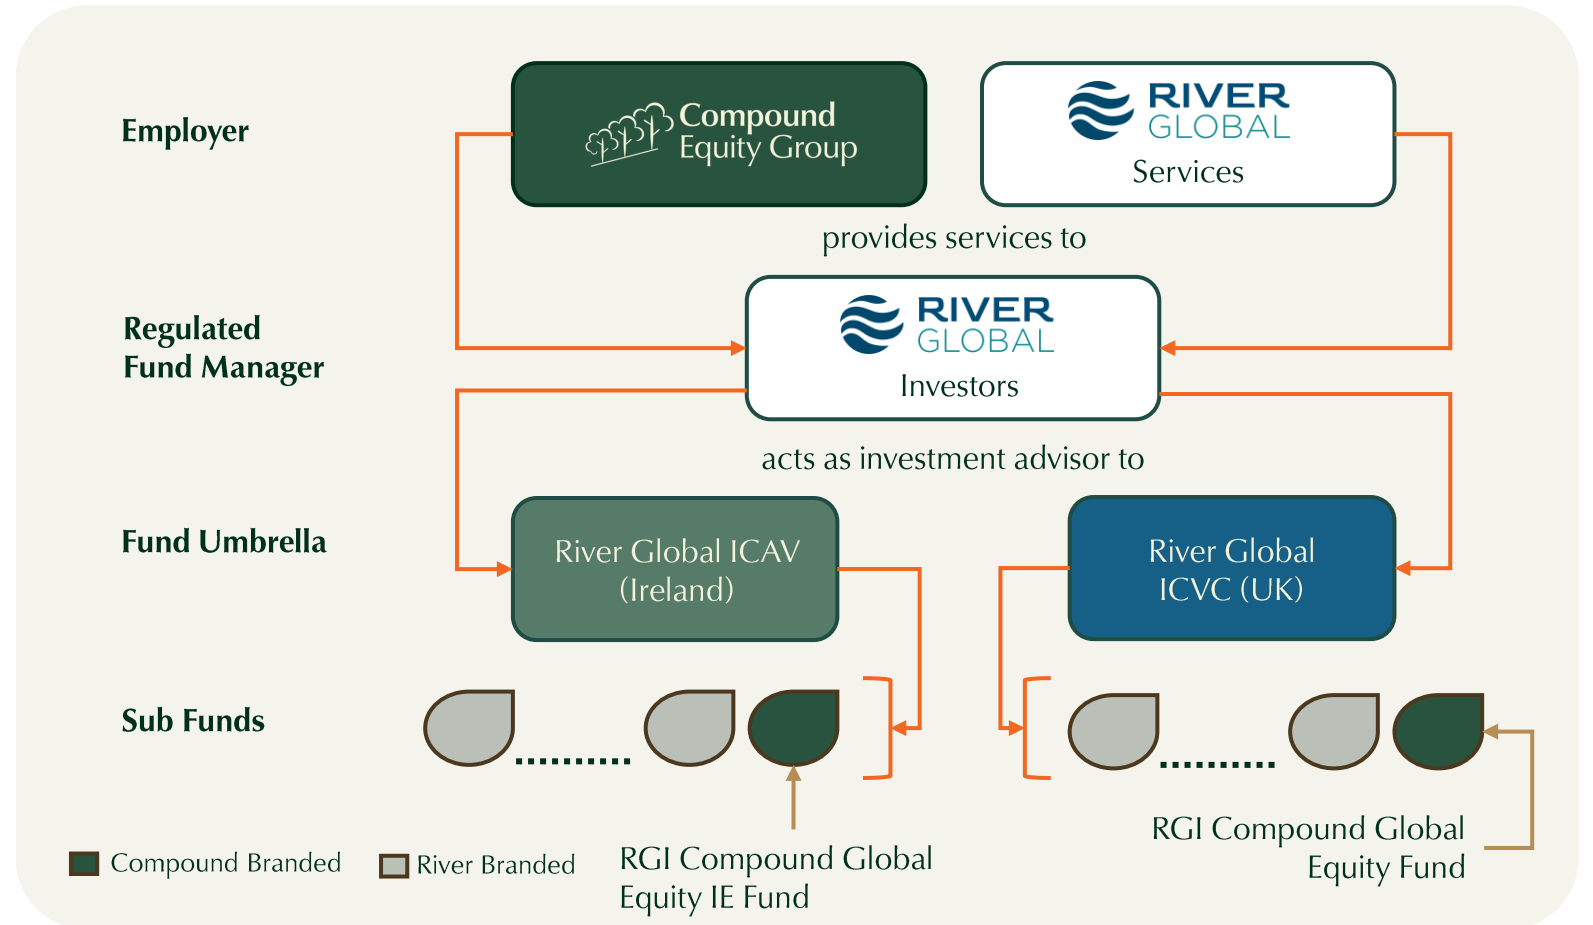 Employer
Compound
Equity Group
RIVER
GLOBAL
Services
provides services to
Regulated
Fund Manager
RIVER
GLOBAL
Investors
acts as investment advisor to
Fund Umbrella
River Global ICAV
(Ireland)
River Global
ICVC (UK)
Sub Funds
RGI Compound Global
Equity IE Fund
RGI Compound Global
Equity Fund
Compound Branded
River Branded